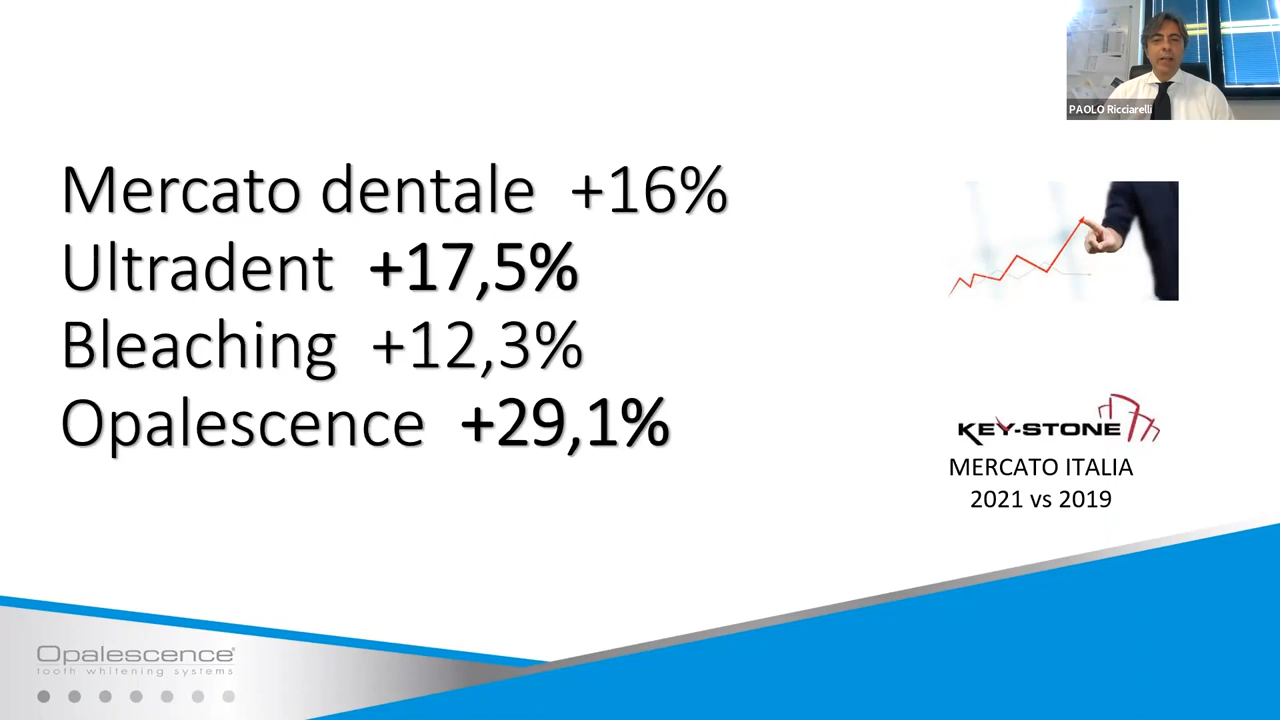 PAOLO Ricciarelli
Mercato dentale +16%
Ultradent +17,5%
Bleaching +12,3%
Opalescence +29,1%
KEY-STONE
MERCATO ITALIA
2021 vs 2019
Opalescence®
tooth whitening systems